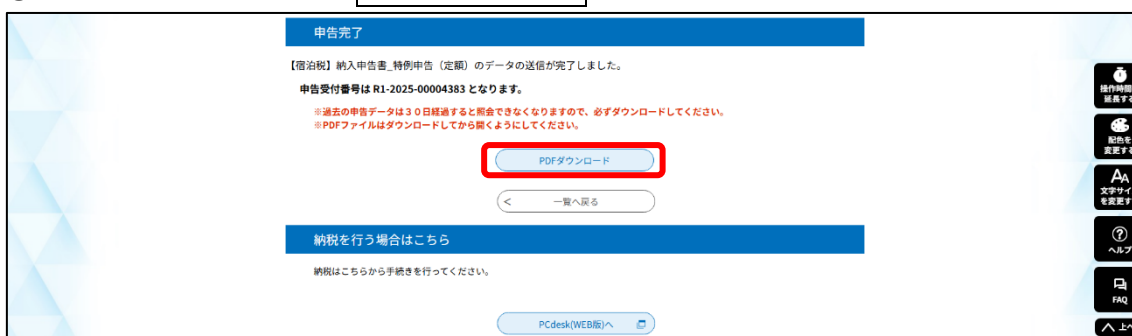 申告完了
【宿泊税】納入申告書_特例申告（定額）のデータの送信が完了しました。
申告受付番号は R1-2025-00004383 となります。
※過去の申告データは３０日経過すると照会できなくなりますので、必ずダウンロードしてください。
※PDFファイルはダウンロードしてから開くようにしてください。
PDFダウンロード
< 一覧へ戻る
納税を行う場合はこちら
納税はこちらから手続きを行ってください。
PCdesk(WEB版)へ
操作時間
延長する
配色を
変更する
AA
文字サイ
を変更す
ヘルプ
FAQ
上へ